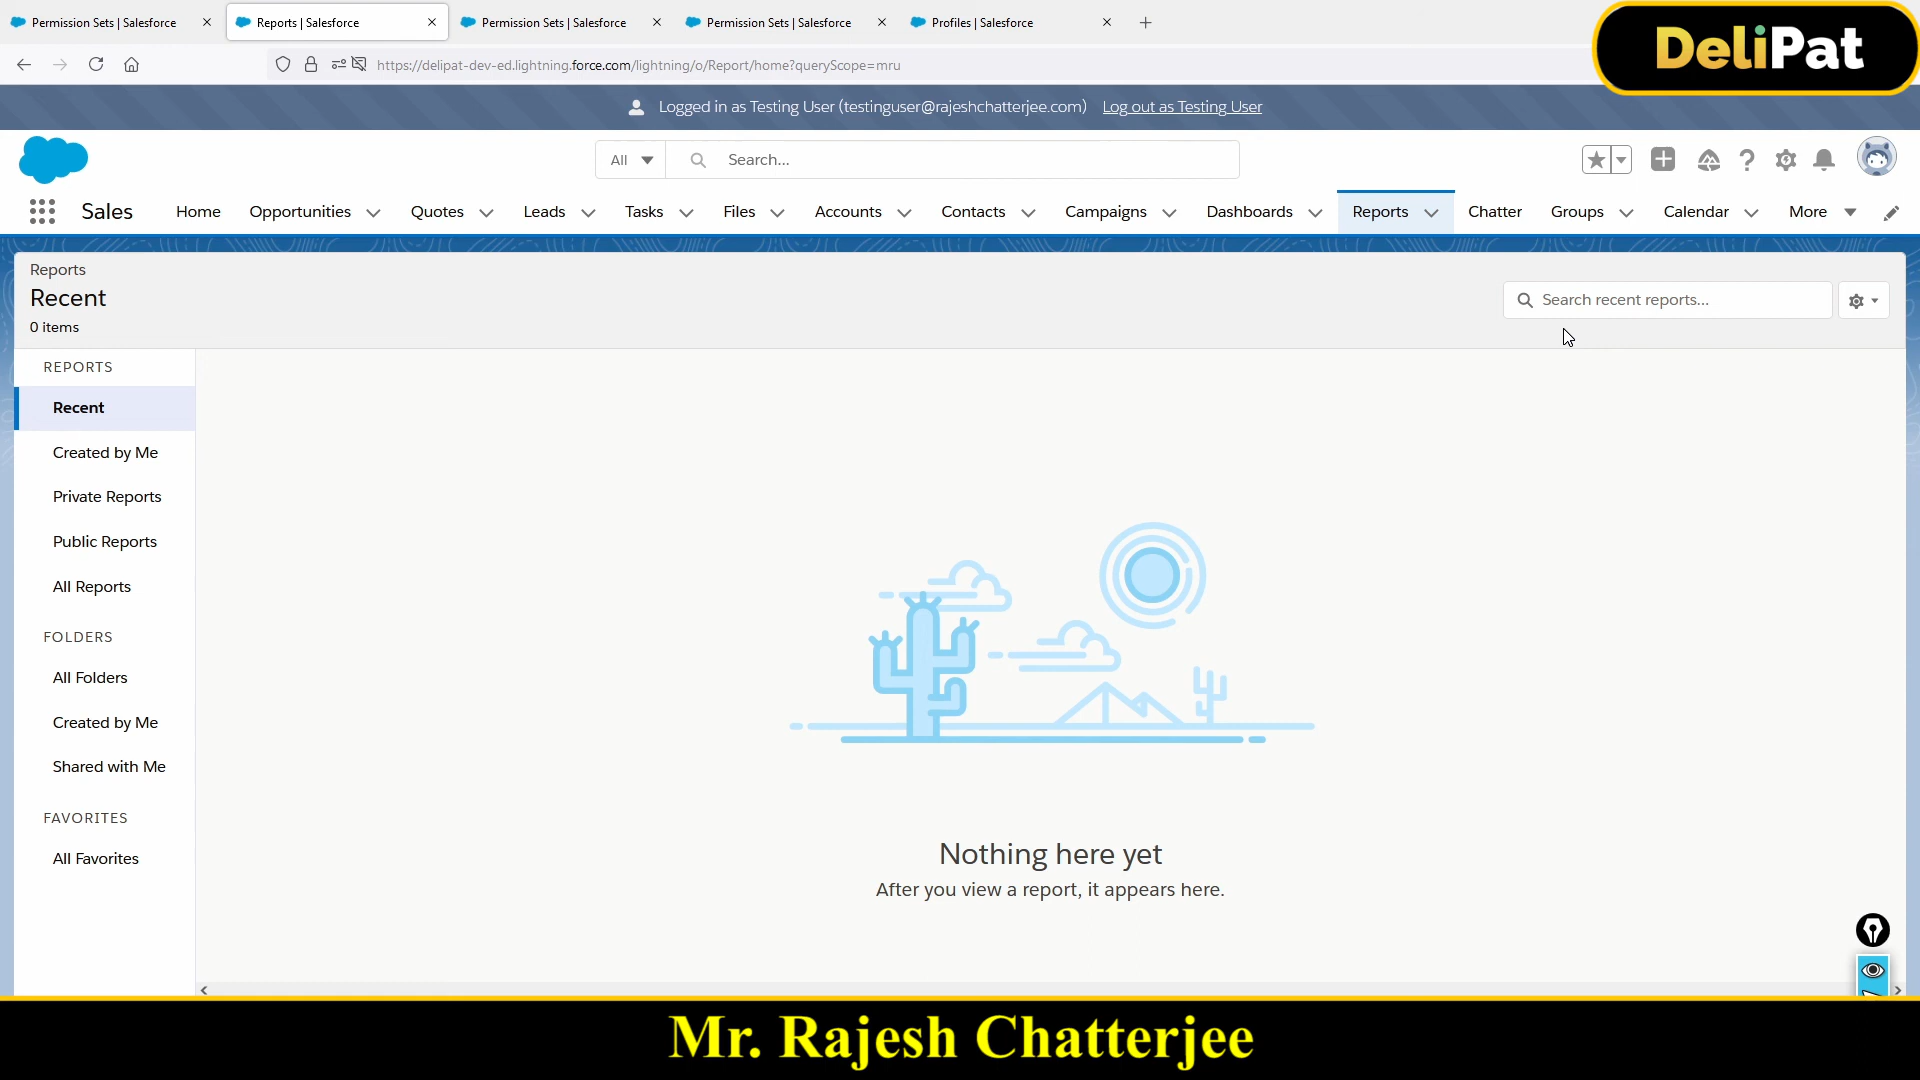 Permission Sets | Salesforce
Reports | Salesforce
Permission Sets | Salesforce
Permission Sets | Salesforce
Profiles | Salesforce
DeliPat
https://delipat-dev-ed.lightning.force.com/lightning/o/Report/home?queryScope=mru
Logged in as Testing User (testinguser@rajeshchatterjee.com) Log out as Testing User
All Search...
Sales Home Opportunities Quotes Leads Tasks Files Accounts Contacts Campaigns Dashboards Reports Chatter Groups Calendar More
Reports
Recent
0 items
Search recent reports...
REPORTS
Recent
Created by Me
Private Reports
Public Reports
All Reports
FOLDERS
All Folders
Created by Me
Shared with Me
FAVORITES
All Favorites
Nothing here yet
After you view a report, it appears here.
Mr. Rajesh Chatterjee